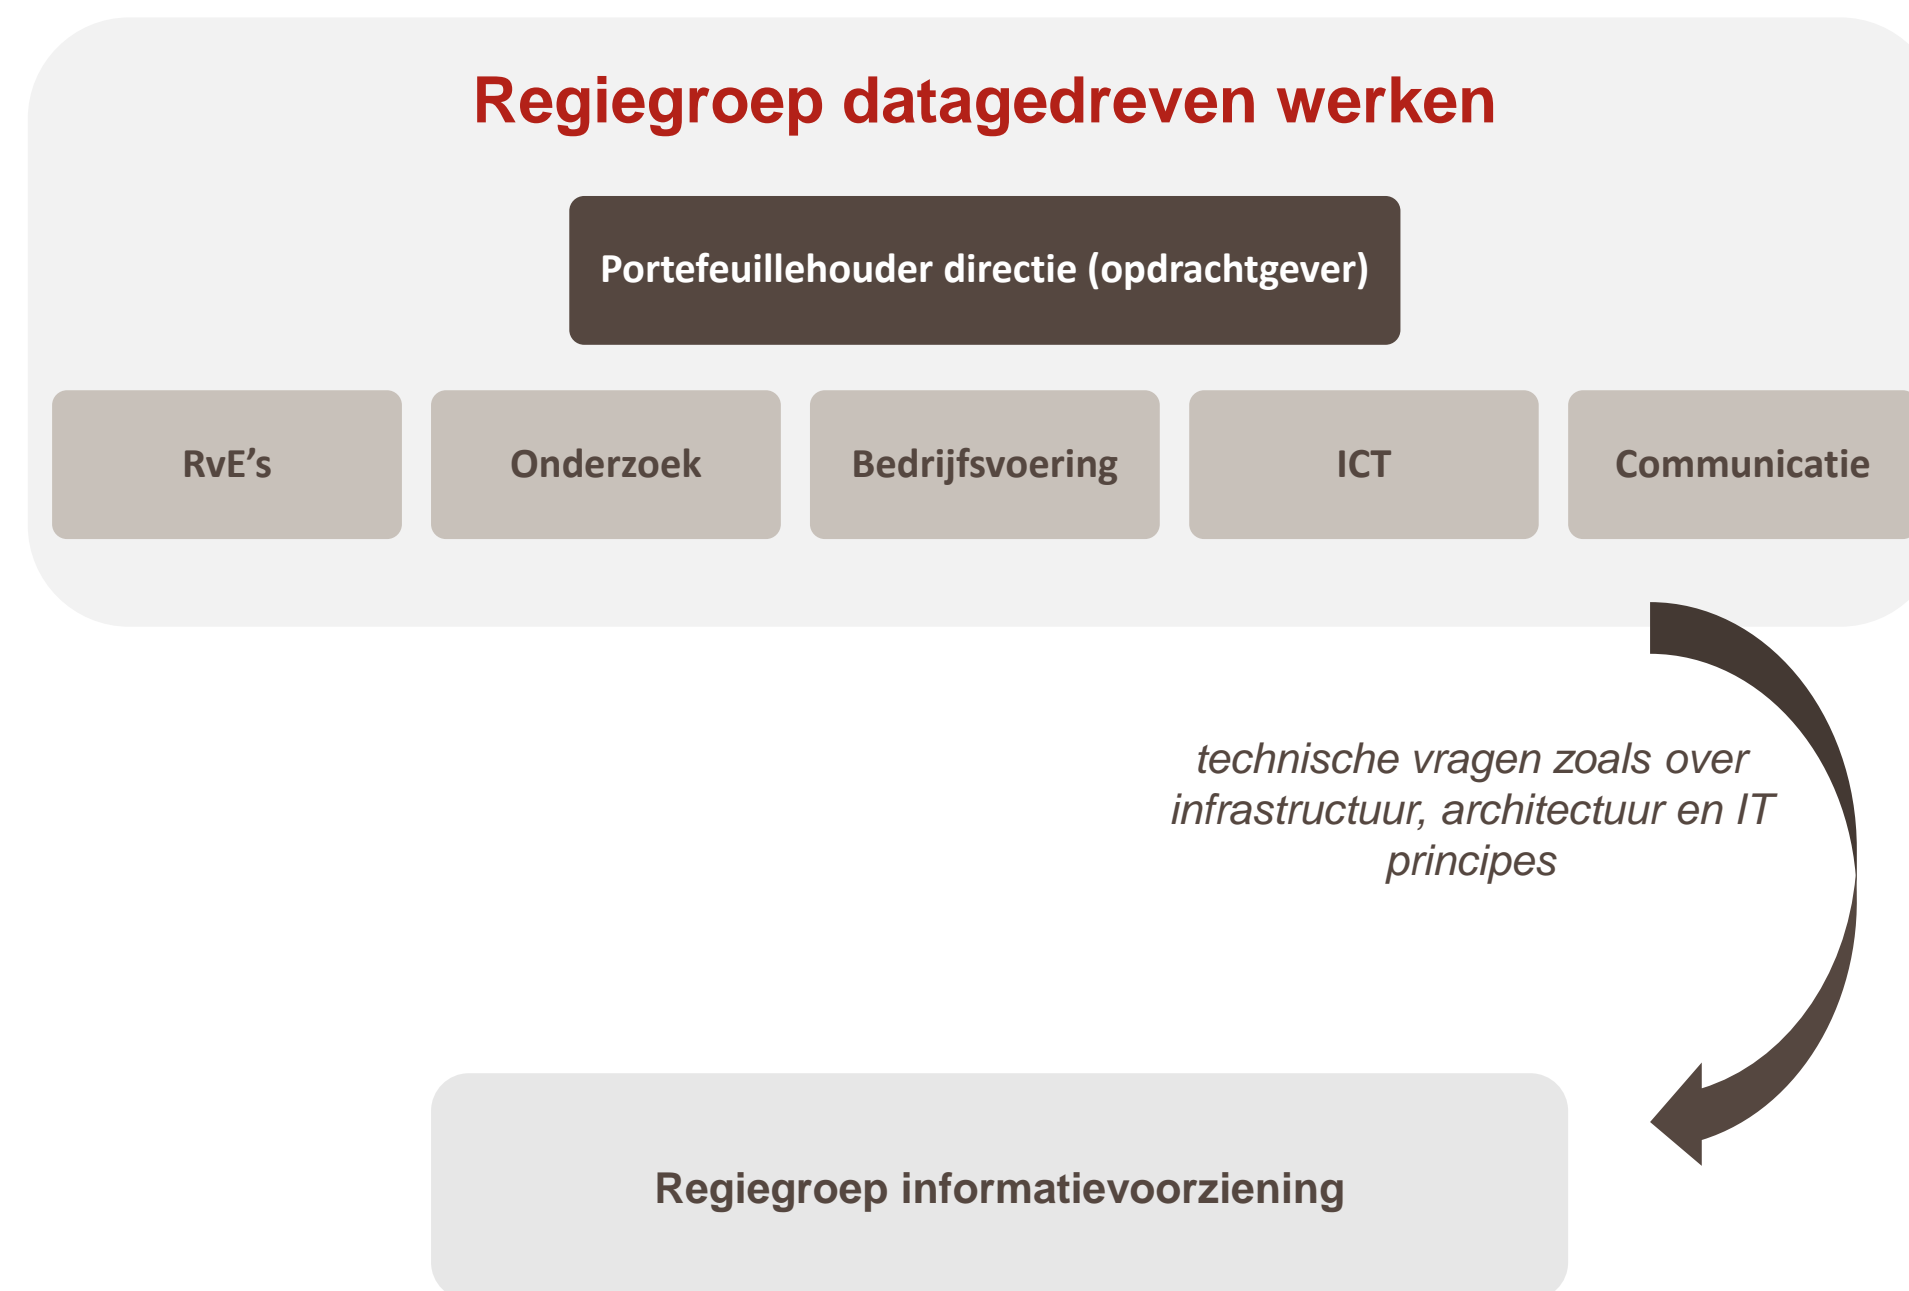 Regiegroep datagedreven werken
Portefeuillehouder directie (opdrachtgever)
RvE’s
Onderzoek
Bedrijfsvoering
ICT
Communicatie
technische vragen zoals over
infrastructuur, architectuur en IT
principes
Regiegroep informatievoorziening